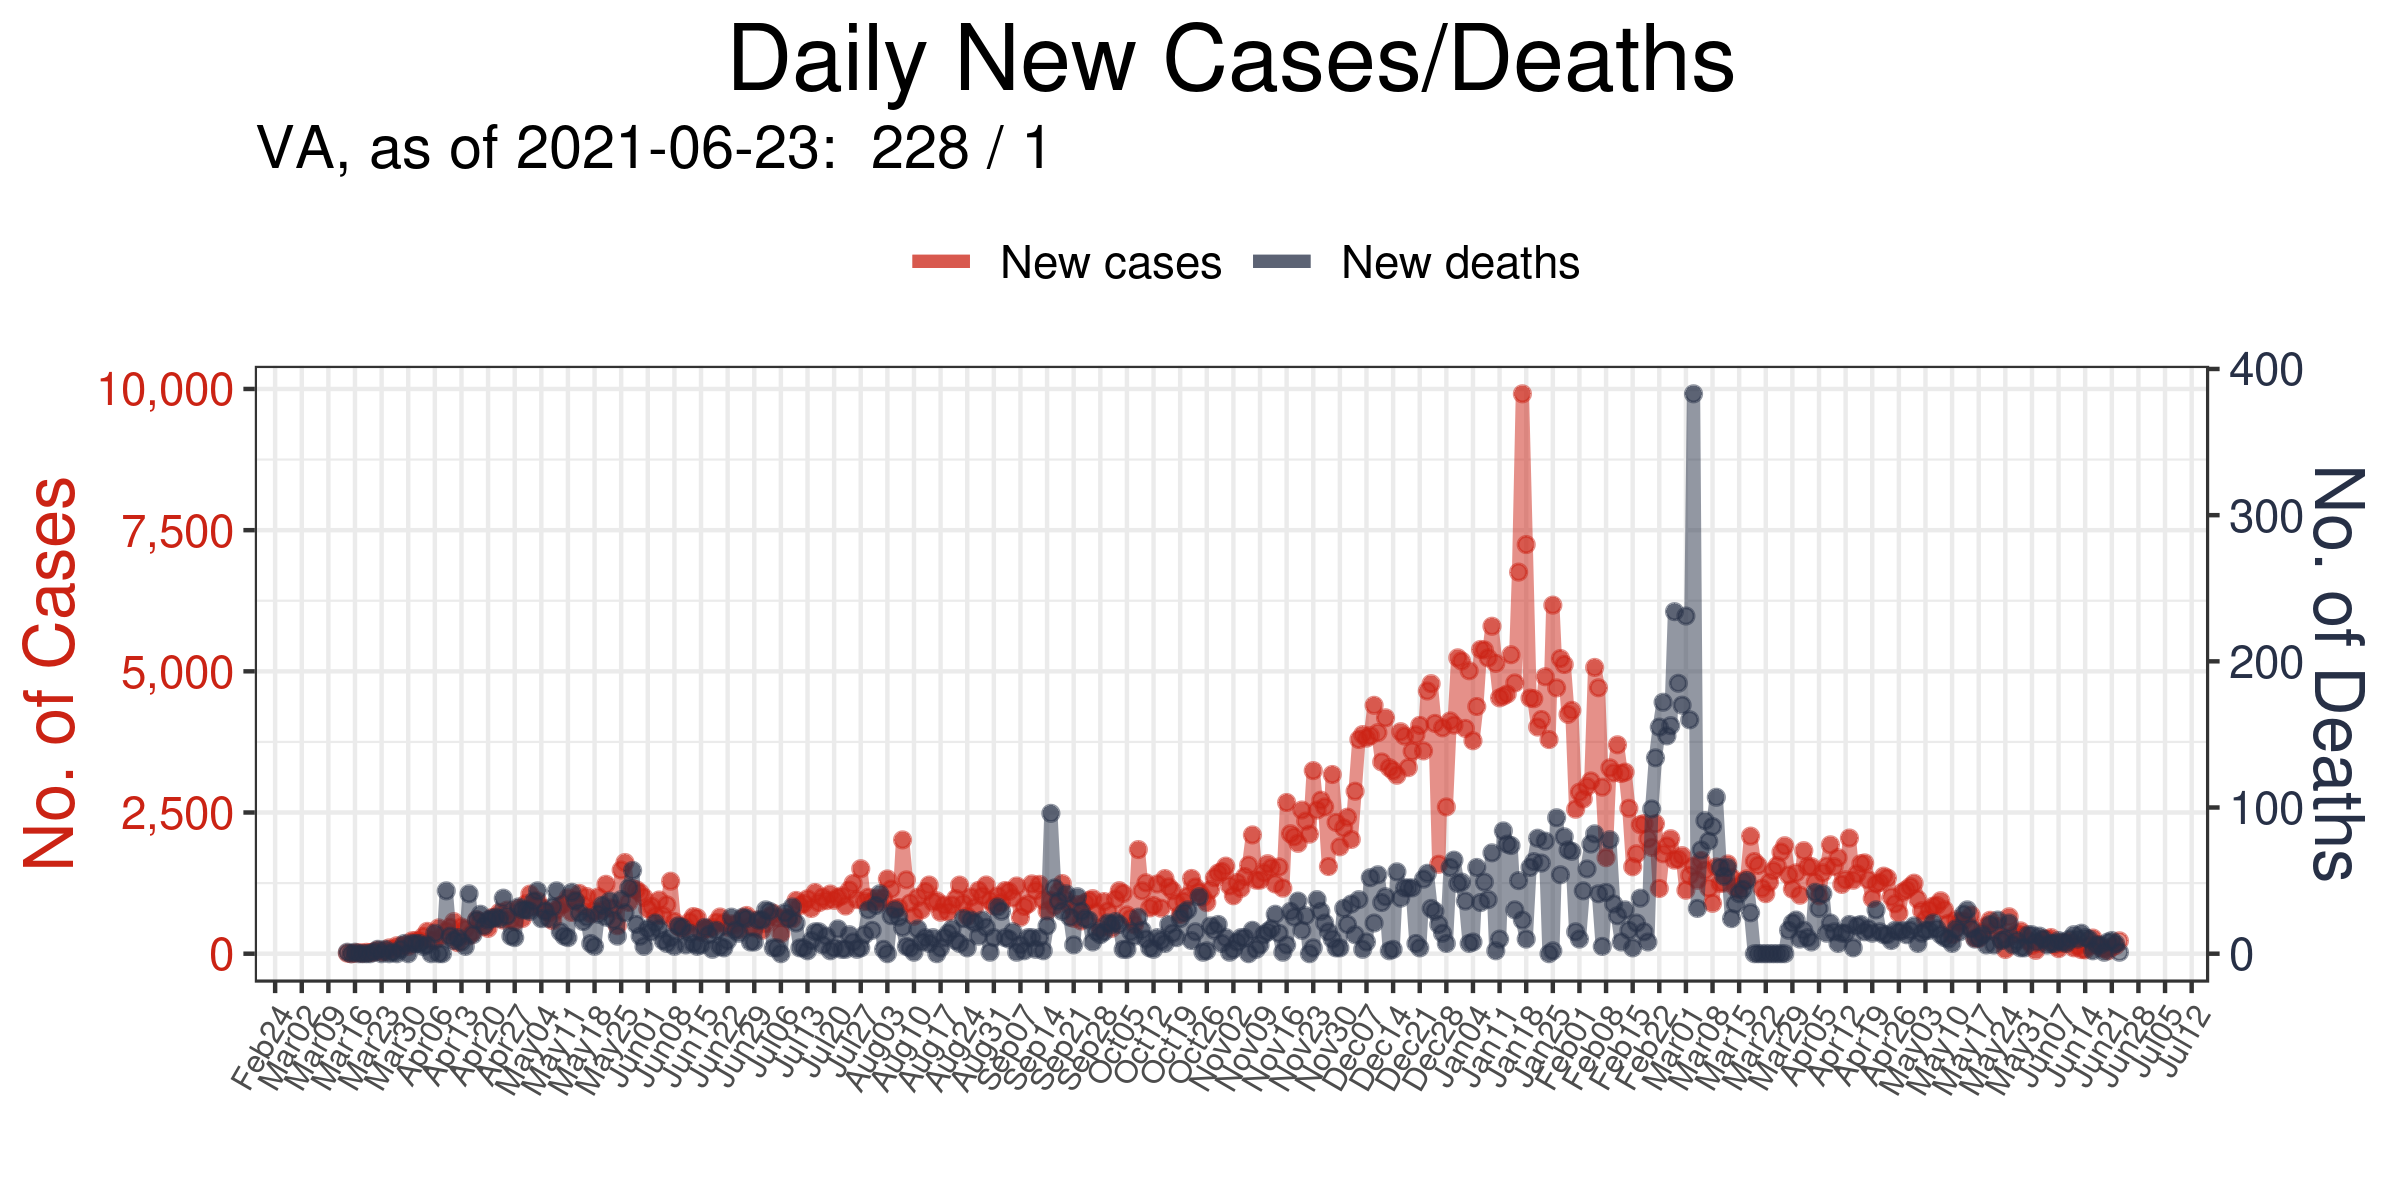 Daily New Cases/Deaths
VA, as of 2021-06-23:  228 / 1
New cases
New deaths
No. of Cases
10,000
7,500
5,000
2,500
0
400
300
200
100
0
No. of Deaths
Feb24
Mar02
Mar09
Mar16
Mar23
Mar30
Apr06
Apr13
Apr20
Apr27
May04
May11
May18
May25
Jun01
Jun08
Jun15
Jun22
Jun29
Jul06
Jul13
Jul20
Jul27
Aug03
Aug10
Aug17
Aug24
Aug31
Sep07
Sep14
Sep21
Sep28
Oct05
Oct12
Oct19
Oct26
Nov02
Nov09
Nov16
Nov23
Nov30
Dec07
Dec14
Dec21
Dec28
Jan04
Jan11
Jan18
Jan25
Feb01
Feb08
Feb15
Feb22
Mar01
Mar08
Mar15
Mar22
Mar29
Apr05
Apr12
Apr19
Apr26
May03
May10
May17
May24
May31
Jun07
Jun14
Jun21
Jun28
Jul05
Jul12